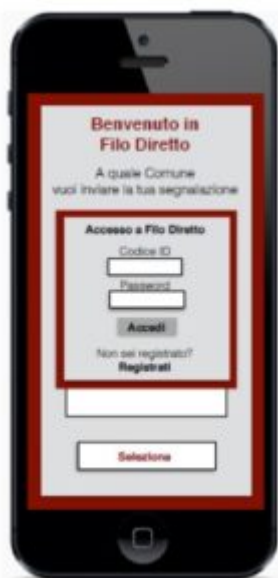 Benvenuto in
Filo Diretto
A quale Comune
vuoi inviare la tua segnalazione
Accesso a Filo Diretto
Codice ID
Password
Accedi
Non sei registrato?
Registrati
Selezione